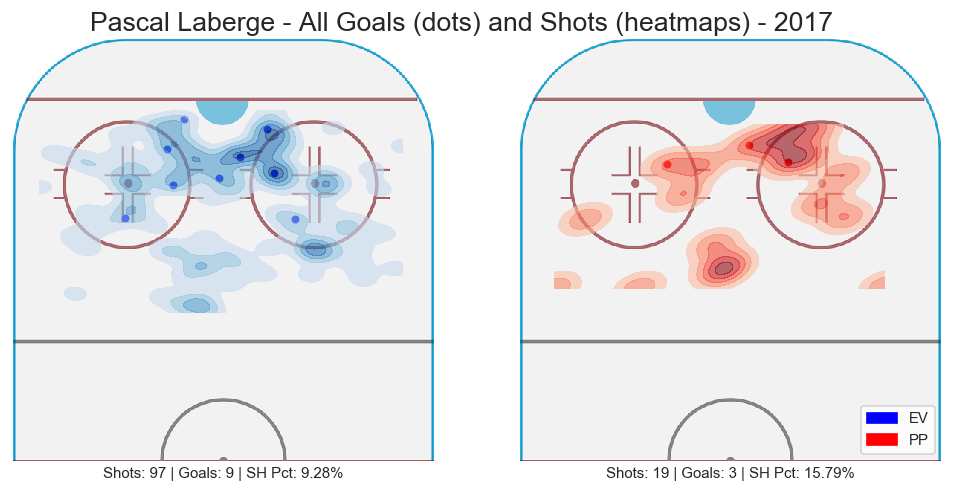 Pascal Laberge - All Goals (dots) and Shots (heatmaps) - 2017
EV
PP
Shots: 97 | Goals: 9 | SH Pct: 9.28%
Shots: 19 | Goals: 3 | SH Pct: 15.79%